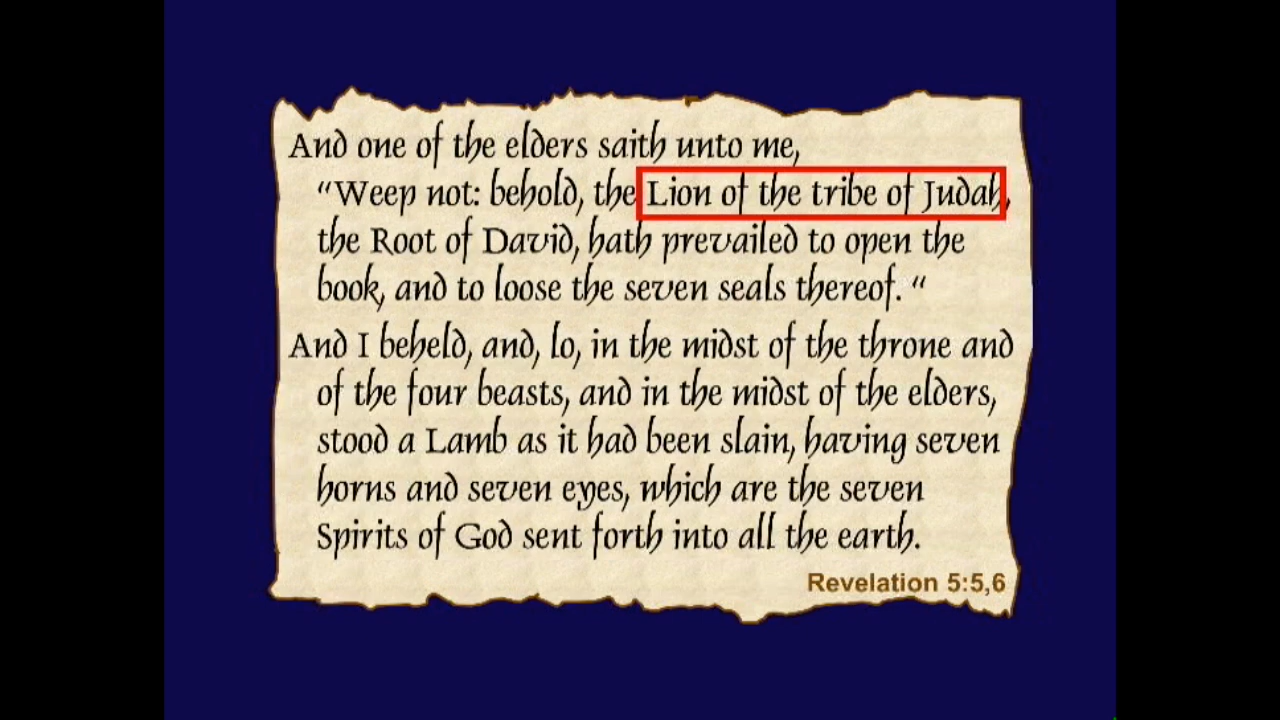 And one of the elders saith unto me,
“Weep not: behold, the Lion of the tribe of Judah,
the Root of David, hath prevailed to open the
book, and to loose the seven seals thereof. “
And I beheld, and, lo, in the midst of the throne and
of the four beasts, and in the midst of the elders,
stood a Lamb as it had been slain, having seven
horns and seven eyes, which are the seven
Spirits of God sent forth into all the earth.
Revelation 5:5,6